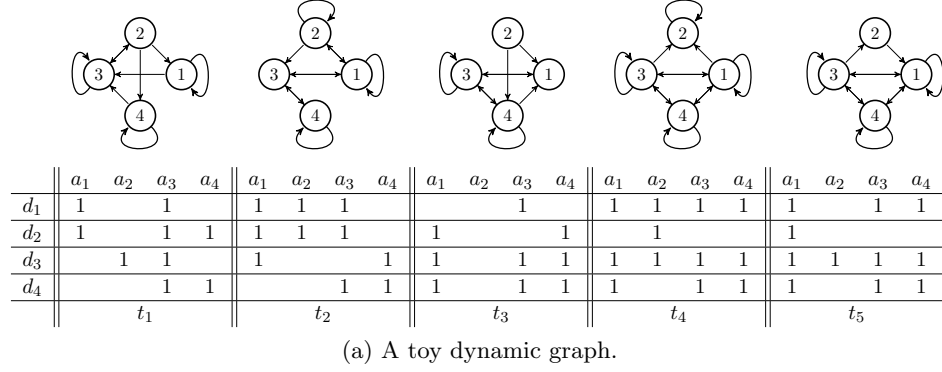 2 2 2 2 2
3 1 3 1 3 1 3 1 3 1
4 4 4 4 4
a1 a2 a3 a4 a1 a2 a3 a4 a1 a2 a3 a4 a1 a2 a3 a4 a1 a2 a3 a4
d1 1 1 1 1 1 1 1 1 1 1 1 1 1
d2 1 1 1 1 1 1 1 1 1 1
d3 1 1 1 1 1 1 1 1 1 1 1 1 1 1 1
d4 1 1 1 1 1 1 1 1 1 1 1 1 1
t1 t2 t3 t4 t5
(a) A toy dynamic graph.